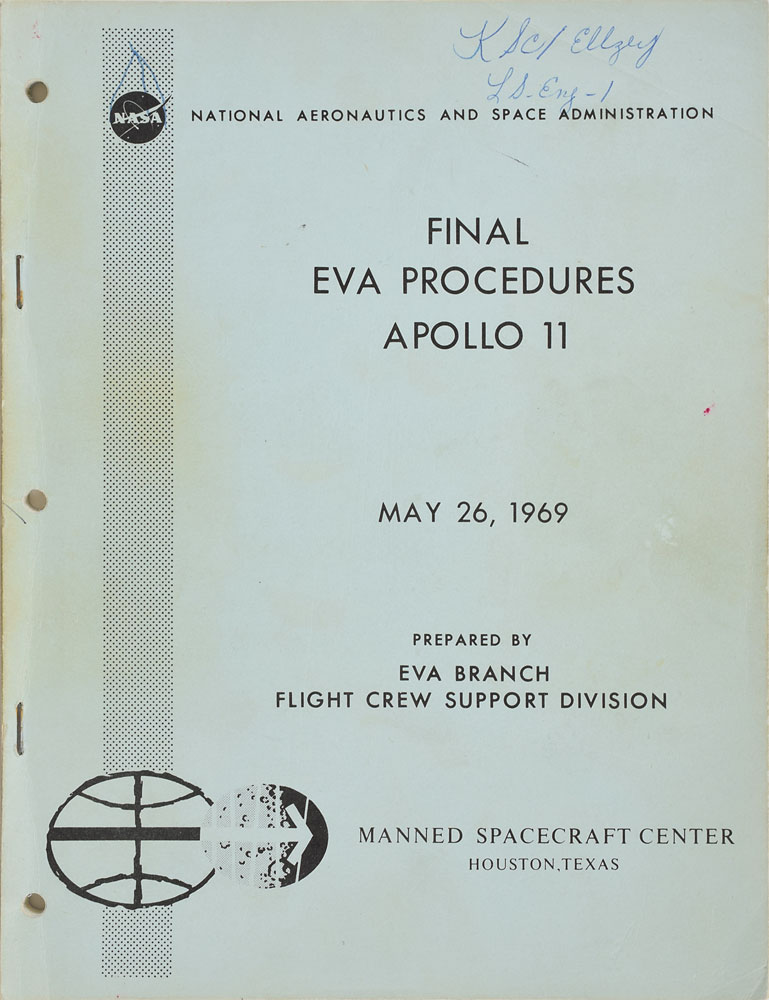 KSC/ Ellzey
LS-Eng-1
NASA
NATIONAL AERONAUTICS AND SPACE ADMINISTRATION
FINAL
EVA PROCEDURES
APOLLO 11
MAY 26, 1969
PREPARED BY
EVA BRANCH
FLIGHT CREW SUPPORT DIVISION
MANNED SPACECRAFT CENTER
HOUSTON, TEXAS